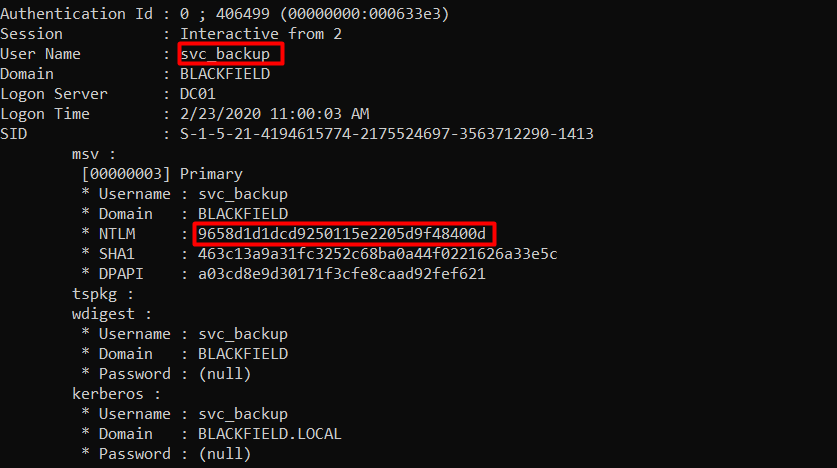 Authentication Id : 0 ; 406499 (00000000:000633e3)
Session           : Interactive from 2
User Name         : svc_backup
Domain            : BLACKFIELD
Logon Server      : DC01
Logon Time        : 2/23/2020 11:00:03 AM
SID               : S-1-5-21-4194615774-2175524697-3563712290-1413
        msv :
         [00000003] Primary
         * Username : svc_backup
         * Domain   : BLACKFIELD
         * NTLM     : 9658d1d1dcd9250115e2205d9f48400d
         * SHA1     : 463c13a9a31fc3252c68ba0a44f0221626a33e5c
         * DPAPI    : a03cd8e9d30171f3cfe8caad92fef621
        tspkg :
        wdigest :
         * Username : svc_backup
         * Domain   : BLACKFIELD
         * Password : (null)
        kerberos :
         * Username : svc_backup
         * Domain   : BLACKFIELD.LOCAL
         * Password : (null)